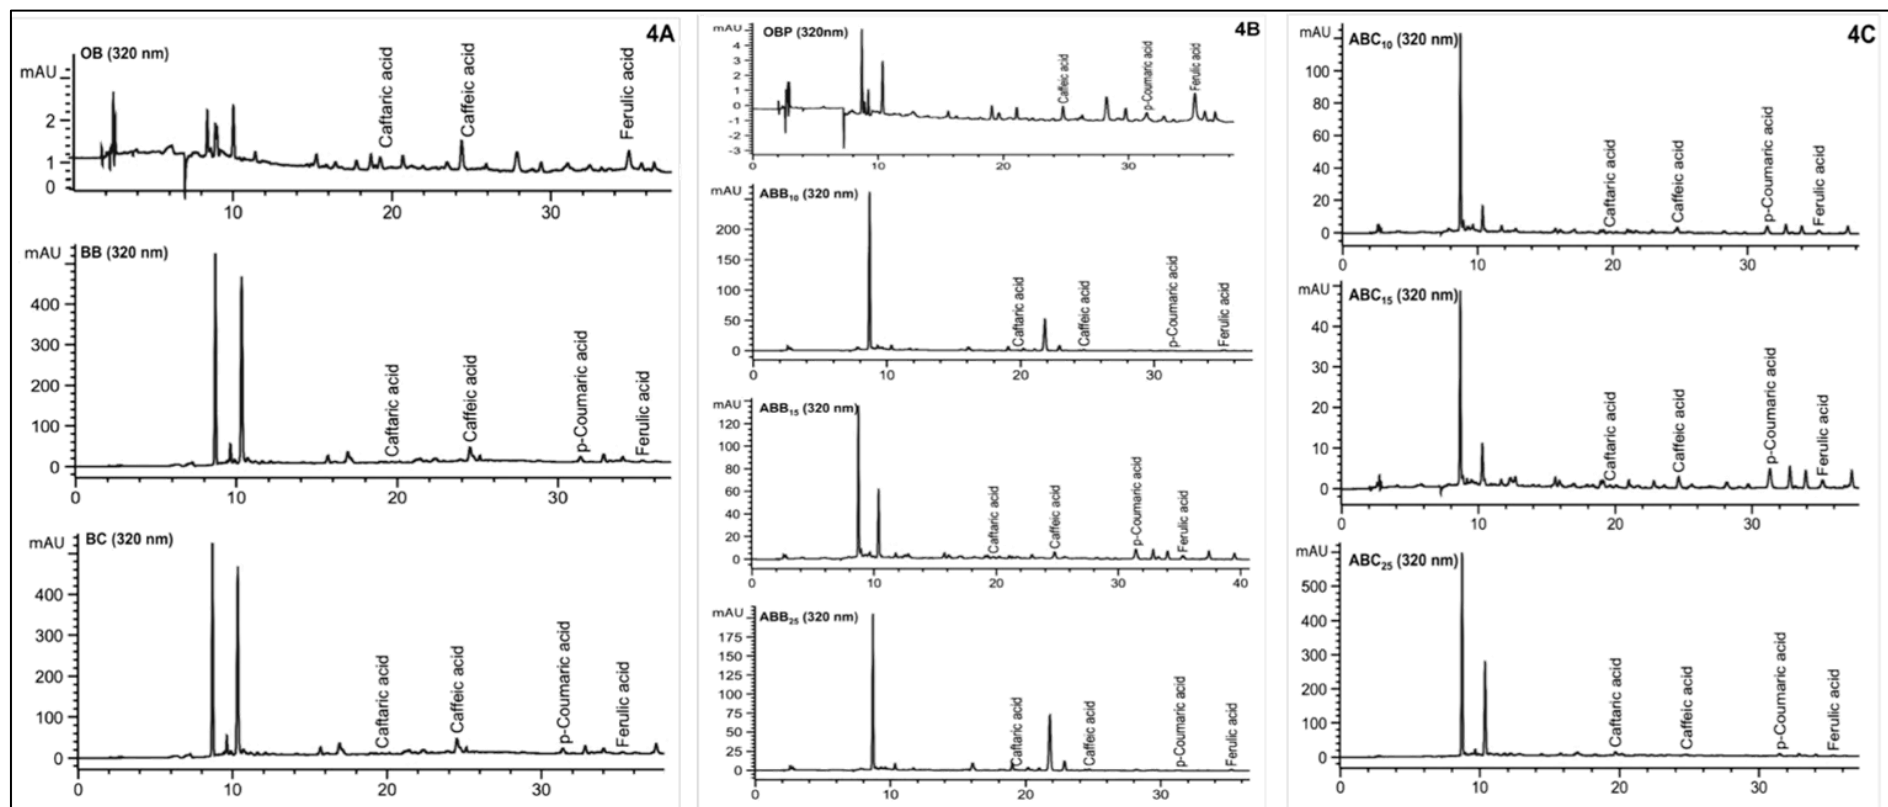 4A
OB (320 nm)
mAU
2
1
0
Caftaric acid
Caffeic acid
Ferulic acid
10
20
30
BB (320 nm)
mAU
400
300
200
100
0
Caftaric acid
Caffeic acid
p-Coumaric acid
Ferulic acid
0
10
20
30
BC (320 nm)
mAU
400
300
200
100
0
Caftaric acid
Caffeic acid
p-Coumaric acid
Ferulic acid
0
10
20
30
4B
OBP (320nm)
mAU
4
3
2
1
0
-1
-2
-3
Caffeic acid
p-Coumaric acid
Ferulic acid
0
10
20
30
ABB₁₀ (320 nm)
mAU
200
150
100
50
0
Caftaric acid
Caffeic acid
p-Coumaric acid
Ferulic acid
0
10
20
30
ABB₁₅ (320 nm)
mAU
120
100
80
60
40
20
0
Caftaric acid
Caffeic acid
p-Coumaric acid
Ferulic acid
0
10
20
30
40
ABB₂₅ (320 nm)
mAU
175
150
125
100
75
50
25
0
Caftaric acid
Caffeic acid
p-Coumaric acid
Ferulic acid
0
10
20
30
4C
ABC₁₀ (320 nm)
mAU
100
80
60
40
20
0
Caftaric acid
Caffeic acid
p-Coumaric acid
Ferulic acid
0
10
20
30
ABC₁₅ (320 nm)
mAU
40
30
20
10
0
Caftaric acid
Caffeic acid
p-Coumaric acid
Ferulic acid
0
10
20
30
ABC₂₅ (320 nm)
mAU
500
400
300
200
100
0
Caftaric acid
Caffeic acid
p-Coumaric acid
Ferulic acid
0
10
20
30